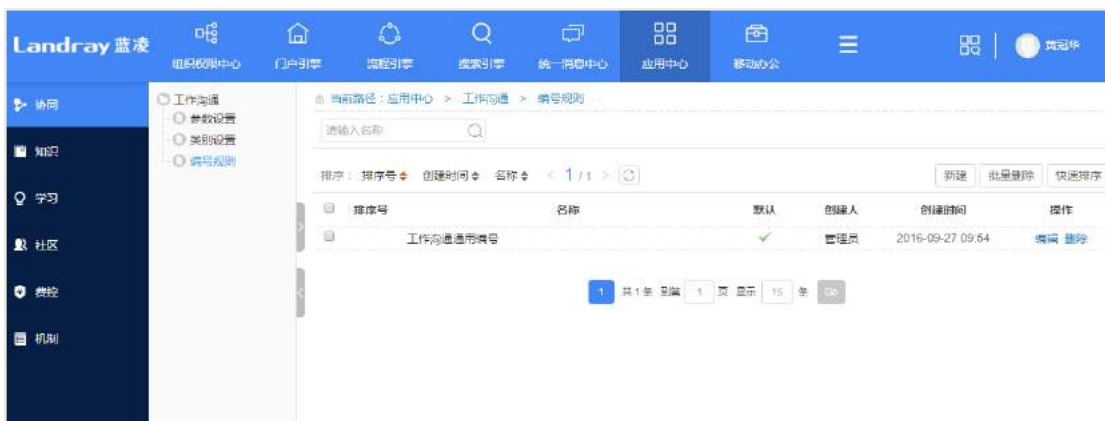 Landray 蓝凌
组织权限中心 门户引擎 流程引擎 搜索引擎 统一消息中心 应用中心 移动办公 黄冠华
协同
知识
学习
社区
费控
机制
工作沟通
参数设置
类别设置
编号规则
当前路径：应用中心 > 工作沟通 > 编号规则
请输入名称
排序： 排序号 创建时间 名称 < 1 / 1 > 新建 批量删除 快速排序
排序号 名称 默认 创建人 创建时间 操作
工作沟通通用编号 管理员 2016-09-27 09:54 编辑 删除
1 共1条 到第 1 页 显示 15 条 Go